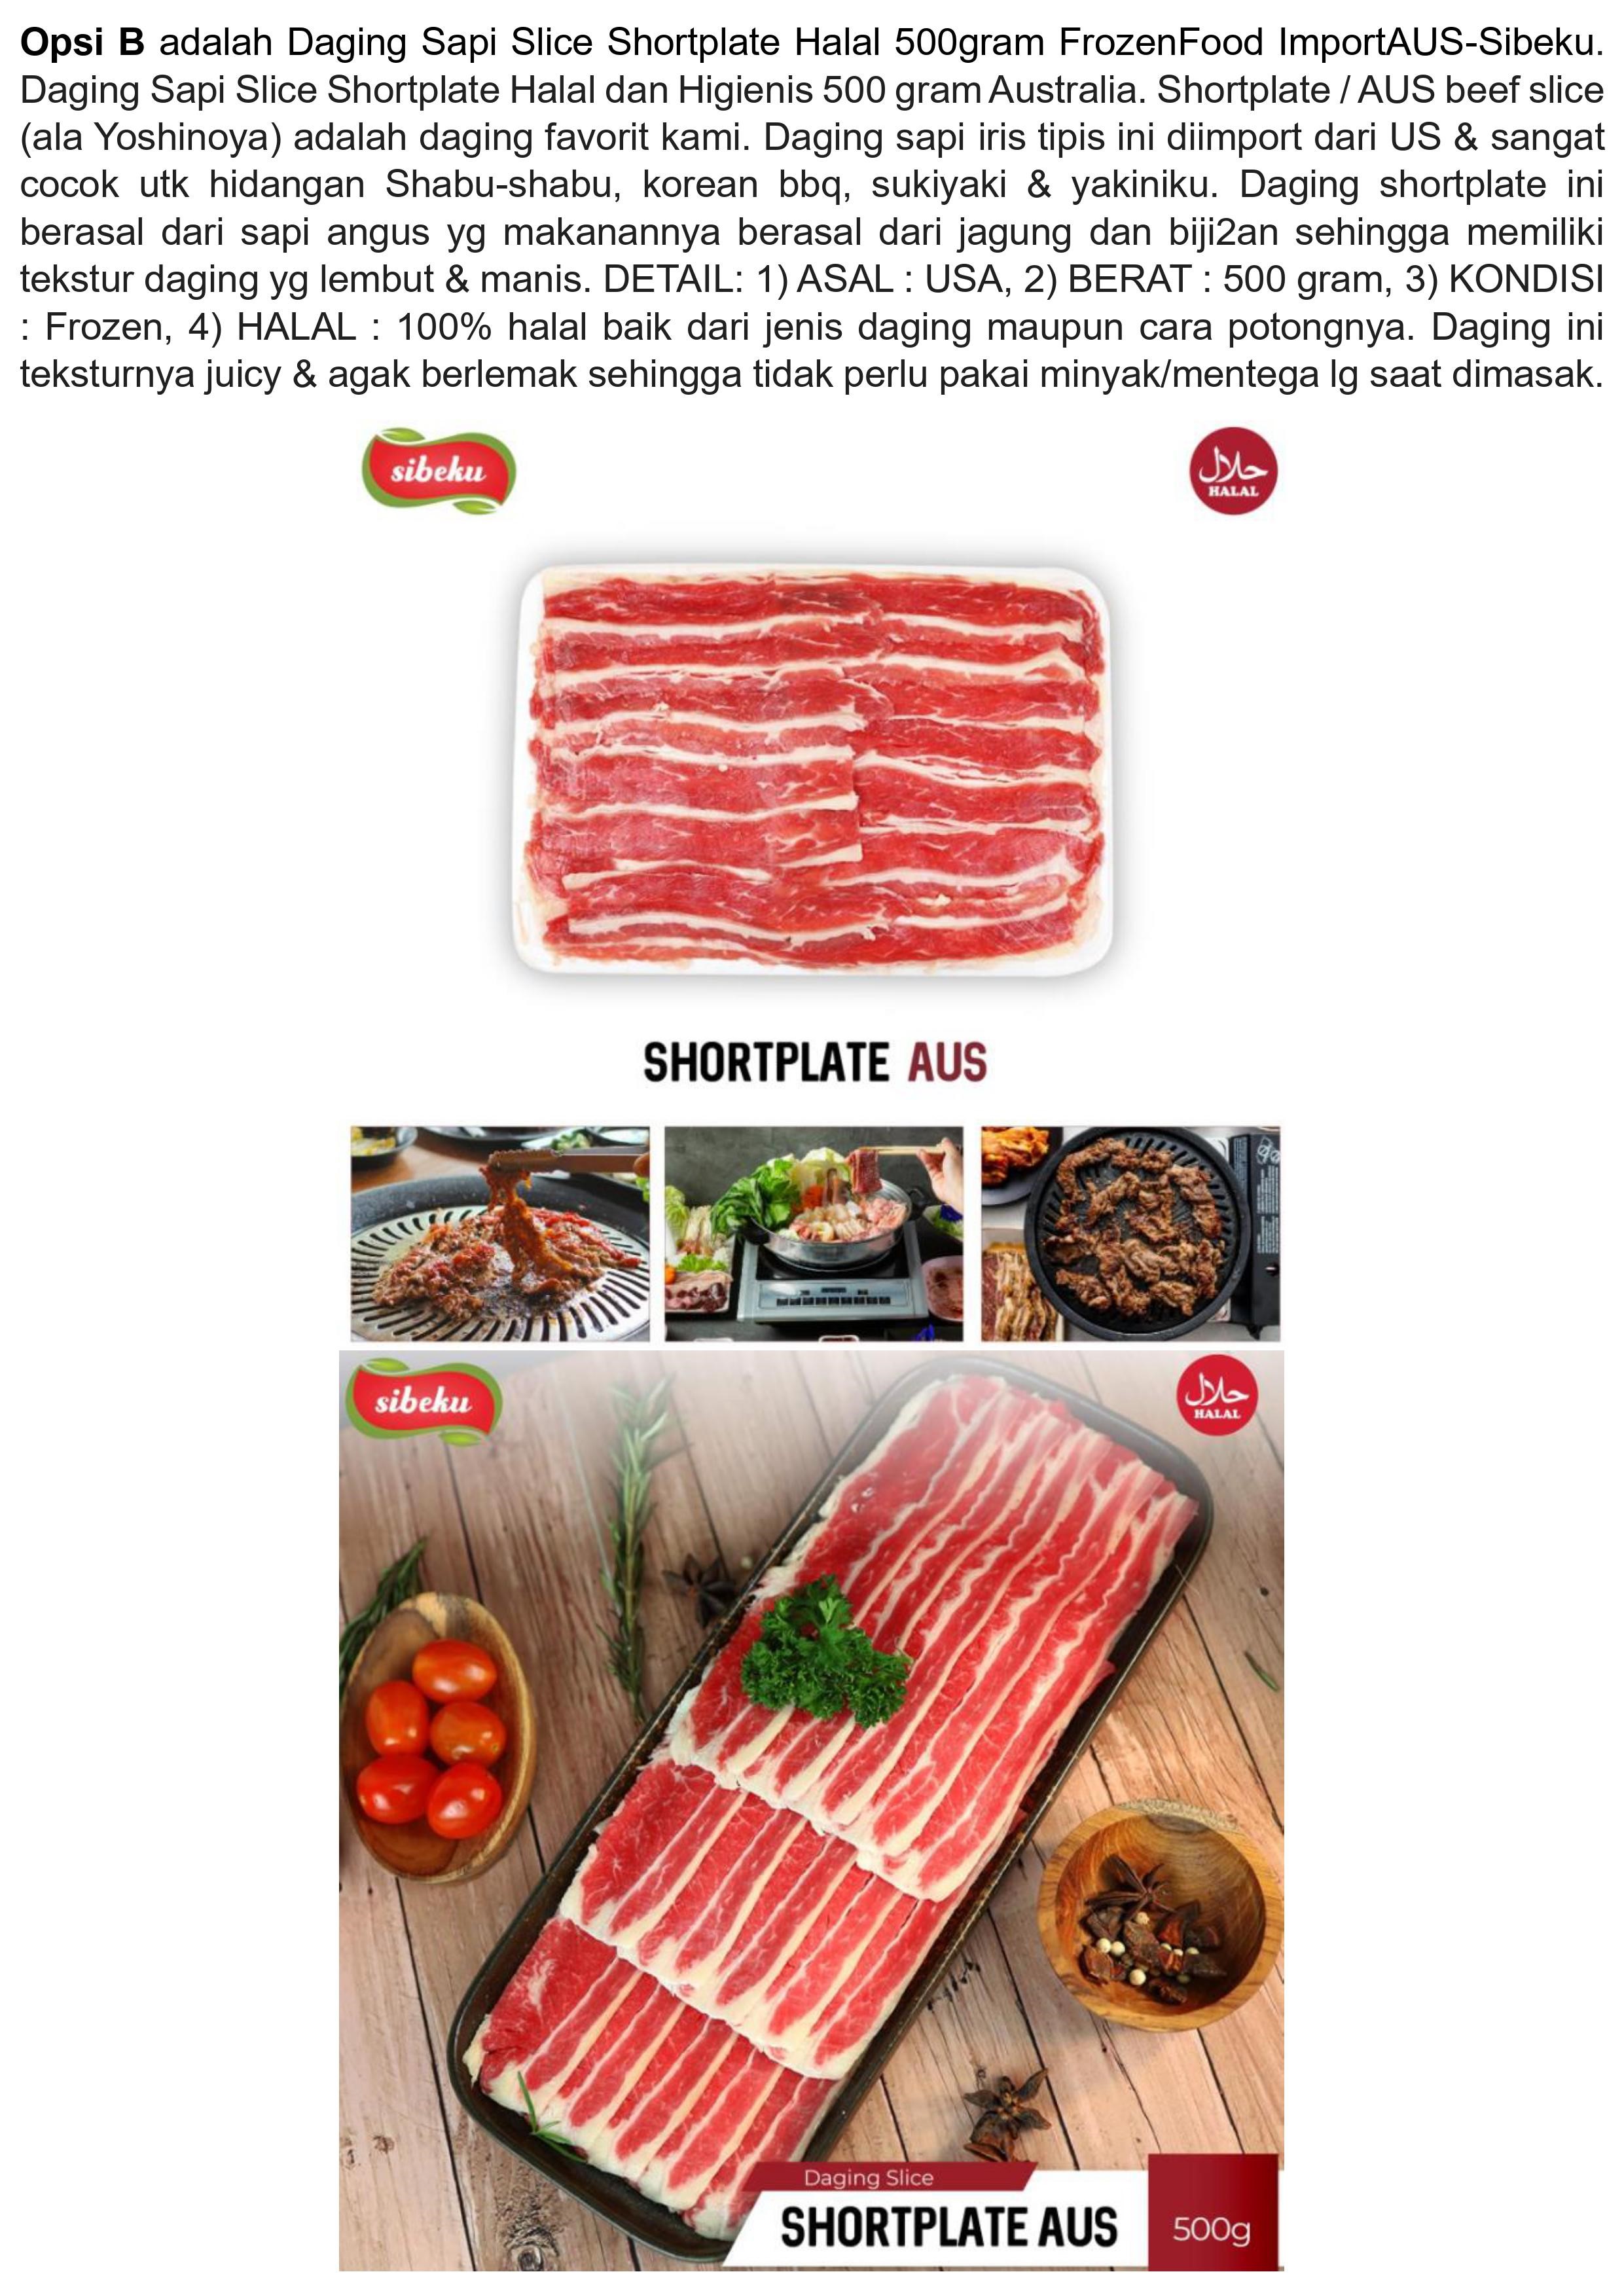 Opsi B adalah Daging Sapi Slice Shortplate Halal 500gram FrozenFood ImportAUS-Sibeku.
Daging Sapi Slice Shortplate Halal dan Higienis 500 gram Australia. Shortplate / AUS beef slice
(ala Yoshinoya) adalah daging favorit kami. Daging sapi iris tipis ini diimport dari US & sangat
cocok utk hidangan Shabu-shabu, korean bbq, sukiyaki & yakiniku. Daging shortplate ini
berasal dari sapi angus yg makanannya berasal dari jagung dan biji2an sehingga memiliki
tekstur daging yg lembut & manis. DETAIL: 1) ASAL : USA, 2) BERAT : 500 gram, 3) KONDISI
: Frozen, 4) HALAL : 100% halal baik dari jenis daging maupun cara potongnya. Daging ini
teksturnya juicy & agak berlemak sehingga tidak perlu pakai minyak/mentega lg saat dimasak.
sibeku
حلال
HALAL
SHORTPLATE AUS
sibeku
حلال
HALAL
Daging Slice
SHORTPLATE AUS
500g